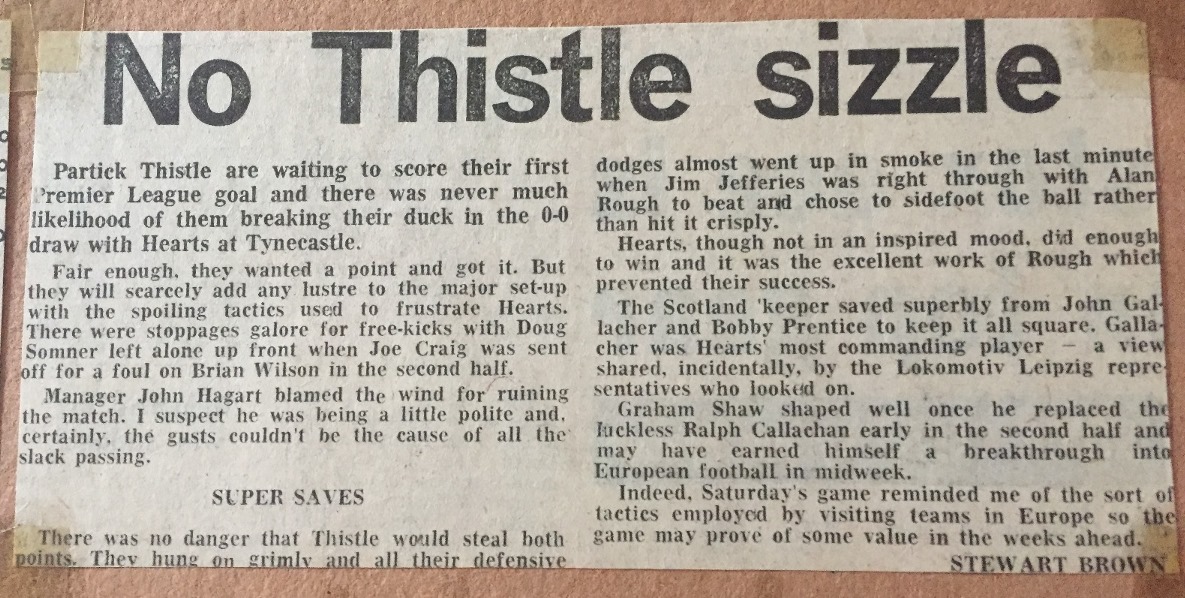 No Thistle sizzle
Partick Thistle are waiting to score their first
Premier League goal and there was never much
likelihood of them breaking their duck in the 0-0
draw with Hearts at Tynecastle.
Fair enough, they wanted a point and got it. But
they will scarcely add any lustre to the major set-up
with the spoiling tactics used to frustrate Hearts.
There were stoppages galore for free-kicks with Doug
Somner left alone up front when Joe Craig was sent
off for a foul on Brian Wilson in the second half.
Manager John Hagart blamed the wind for ruining
the match. I suspect he was being a little polite and,
certainly, the gusts couldn't be the cause of all the
slack passing.
SUPER SAVES
There was no danger that Thistle would steal both
points. They hung on grimly and all their defensive
dodges almost went up in smoke in the last minute
when Jim Jefferies was right through with Alan
Rough to beat and chose to sidefoot the ball rather
than hit it crisply.
Hearts, though not in an inspired mood, did enough
to win and it was the excellent work of Rough which
prevented their success.
The Scotland 'keeper saved superbly from John Gal-
lacher and Bobby Prentice to keep it all square. Galla-
cher was Hearts' most commanding player — a view
shared, incidentally, by the Lokomotiv Leipzig repre-
sentatives who looked on.
Graham Shaw shaped well once he replaced the
luckless Ralph Callachan early in the second half and
may have earned himself a breakthrough into
European football in midweek.
Indeed, Saturday's game reminded me of the sort of
tactics employed by visiting teams in Europe so the
game may prove of some value in the weeks ahead.
STEWART BROWN